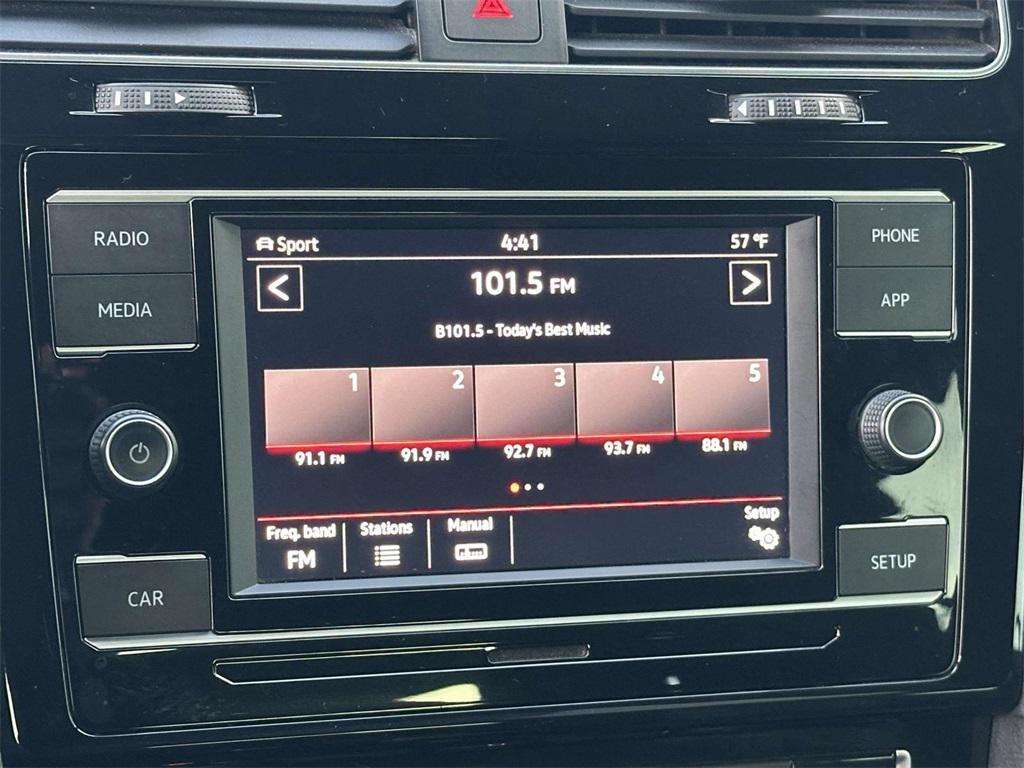 RADIO
MEDIA
CAR
Sport 4:41 57 °F
< 101.5 FM >
B101.5 - Today's Best Music
1 2 3 4 5
91.1 FM 91.9 FM 92.7 FM 93.7 FM 88.1 FM
Freq. band Stations Manual Setup
FM
PHONE
APP
SETUP